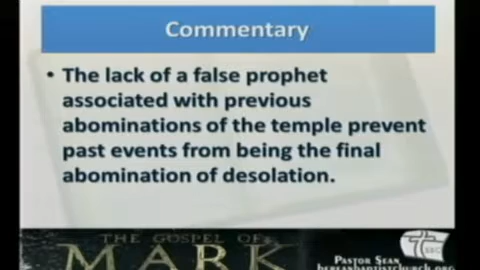 Commentary
• The lack of a false prophet
associated with previous
abominations of the temple prevent
past events from being the final
abomination of desolation.
THE GOSPEL OF
MARK
PASTOR SEAN
bereanbaptistchurch.org